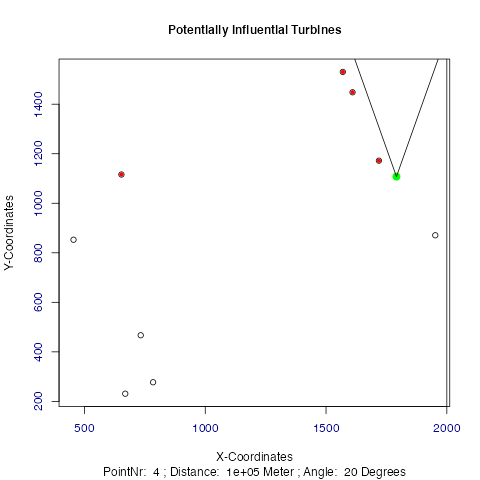 Potentially Influential Turbines
Y-Coordinates
1400
1200
1000
800
600
400
200
500 1000 1500 2000
X-Coordinates
PointNr: 4 ; Distance: 1e+05 Meter ; Angle: 20 Degrees